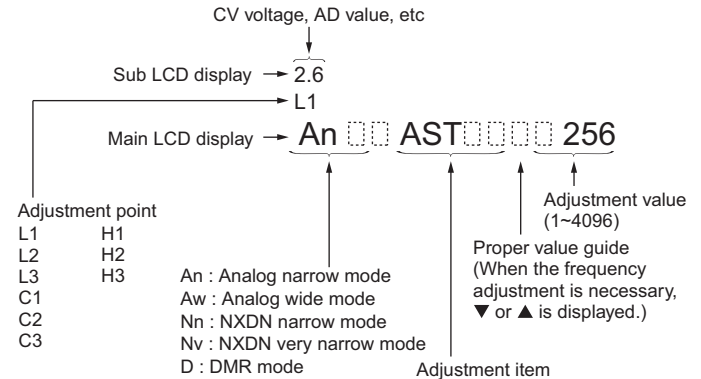 CV voltage, AD value, etc
Sub LCD display
2.6
L1
Main LCD display
An AST 256
Adjustment point
L1 H1
L2 H2
L3 H3
C1
C2
C3
An : Analog narrow mode
Aw : Analog wide mode
Nn : NXDN narrow mode
Nv : NXDN very narrow mode
D : DMR mode
Adjustment item
Proper value guide
(When the frequency
adjustment is necessary,
▼ or ▲ is displayed.)
Adjustment value
(1~4096)